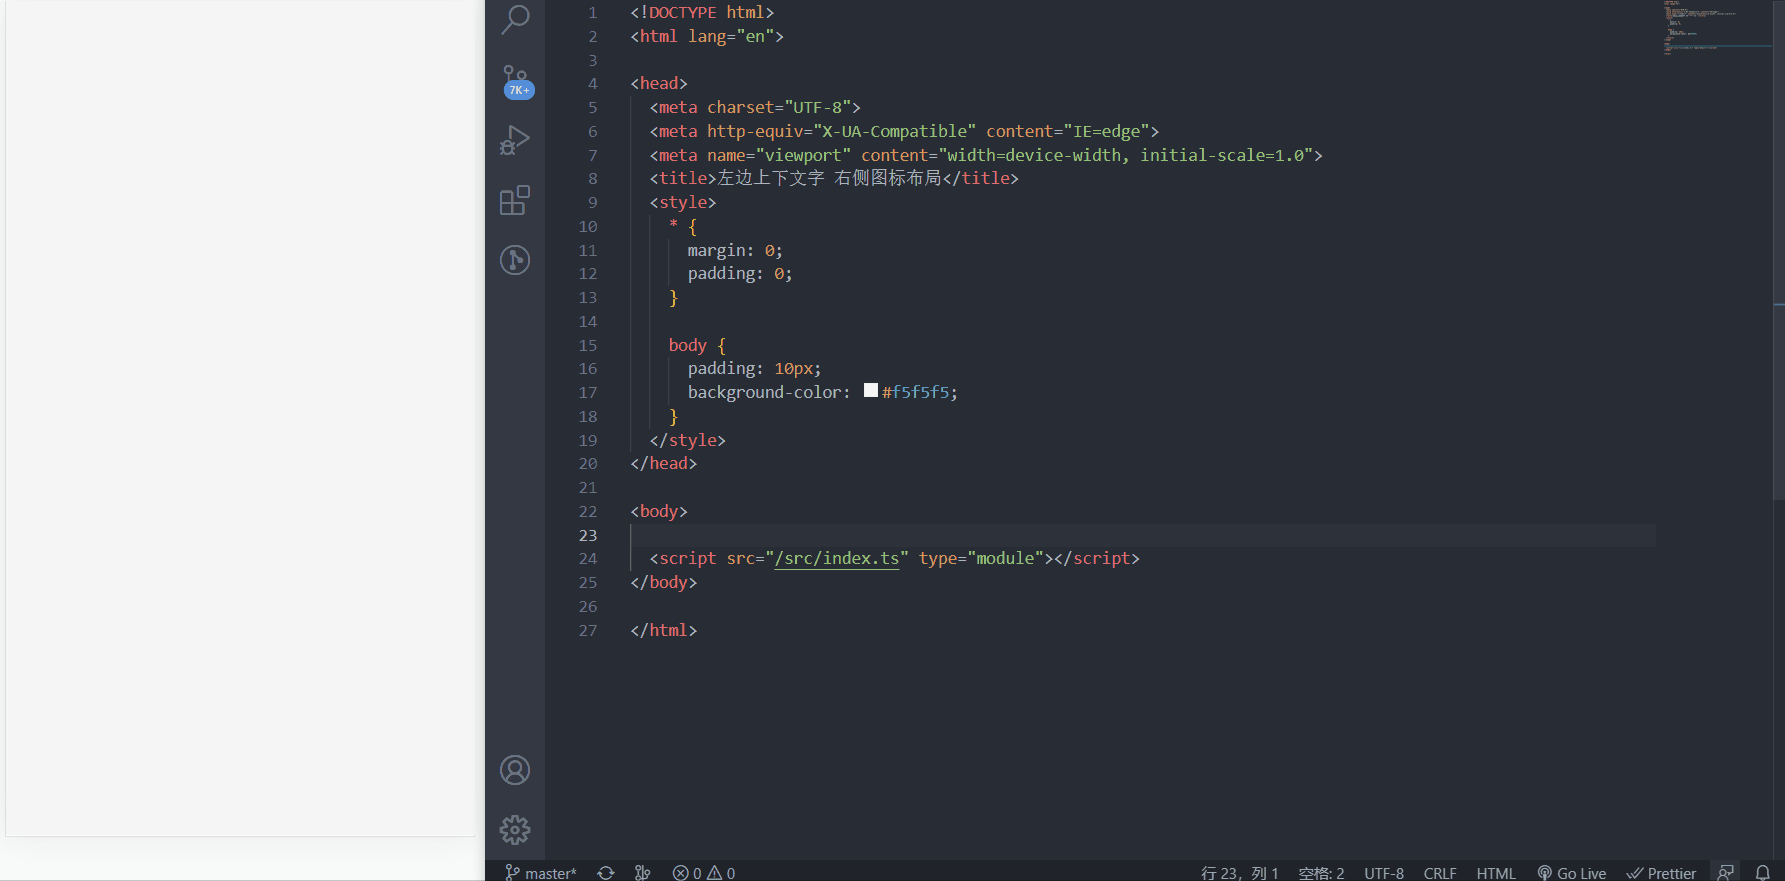 7K+
1 <!DOCTYPE html>
2 <html lang="en">
3
4 <head>
5 <meta charset="UTF-8">
6 <meta http-equiv="X-UA-Compatible" content="IE=edge">
7 <meta name="viewport" content="width=device-width, initial-scale=1.0">
8 <title>左边上下文字 右侧图标布局</title>
9 <style>
10 * {
11 margin: 0;
12 padding: 0;
13 }
14
15 body {
16 padding: 10px;
17 background-color: #f5f5f5;
18 }
19 </style>
20 </head>
21
22 <body>
23
24 <script src="/src/index.ts" type="module"></script>
25 </body>
26
27 </html>
master* 0 0 行 23, 列 1 空格: 2 UTF-8 CRLF HTML Go Live Prettier